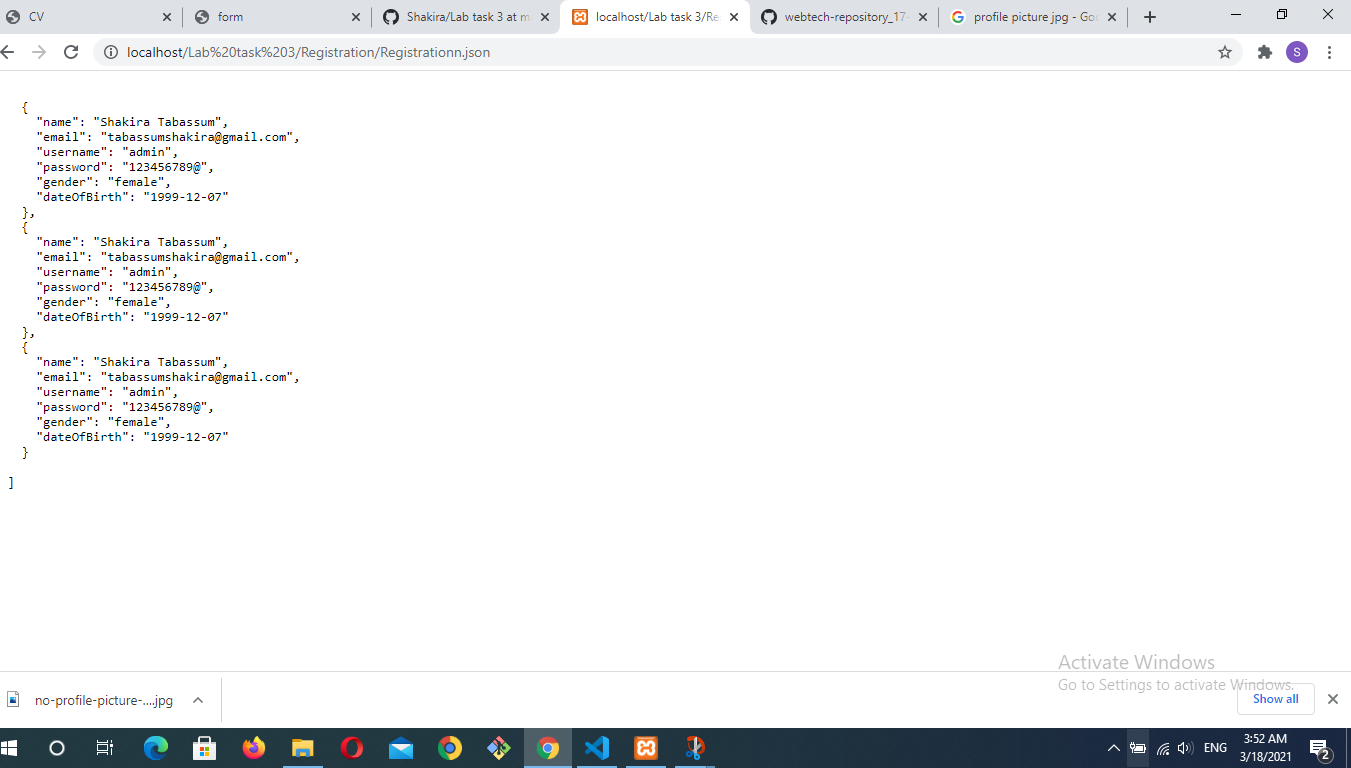 CV
form
Shakira/Lab task 3 at ma
localhost/Lab task 3/Re
webtech-repository_17-
profile picture jpg - Goo
localhost/Lab%20task%203/Registration/Registrationn.json
S
{
"name": "Shakira Tabassum",
"email": "tabassumshakira@gmail.com",
"username": "admin",
"password": "123456789@",
"gender": "female",
"dateOfBirth": "1999-12-07"
},
{
"name": "Shakira Tabassum",
"email": "tabassumshakira@gmail.com",
"username": "admin",
"password": "123456789@",
"gender": "female",
"dateOfBirth": "1999-12-07"
},
{
"name": "Shakira Tabassum",
"email": "tabassumshakira@gmail.com",
"username": "admin",
"password": "123456789@",
"gender": "female",
"dateOfBirth": "1999-12-07"
}
]
Activate Windows
Go to Settings to activate Windows.
no-profile-picture-....jpg
Show all
ENG
3:52 AM
3/18/2021
2